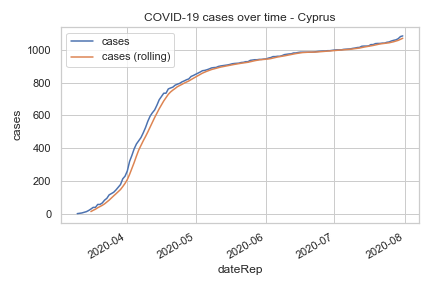 COVID-19 cases over time - Cyprus
cases
cases (rolling)
1000
800
600
400
200
0
cases
2020-04
2020-05
2020-06
2020-07
2020-08
dateRep